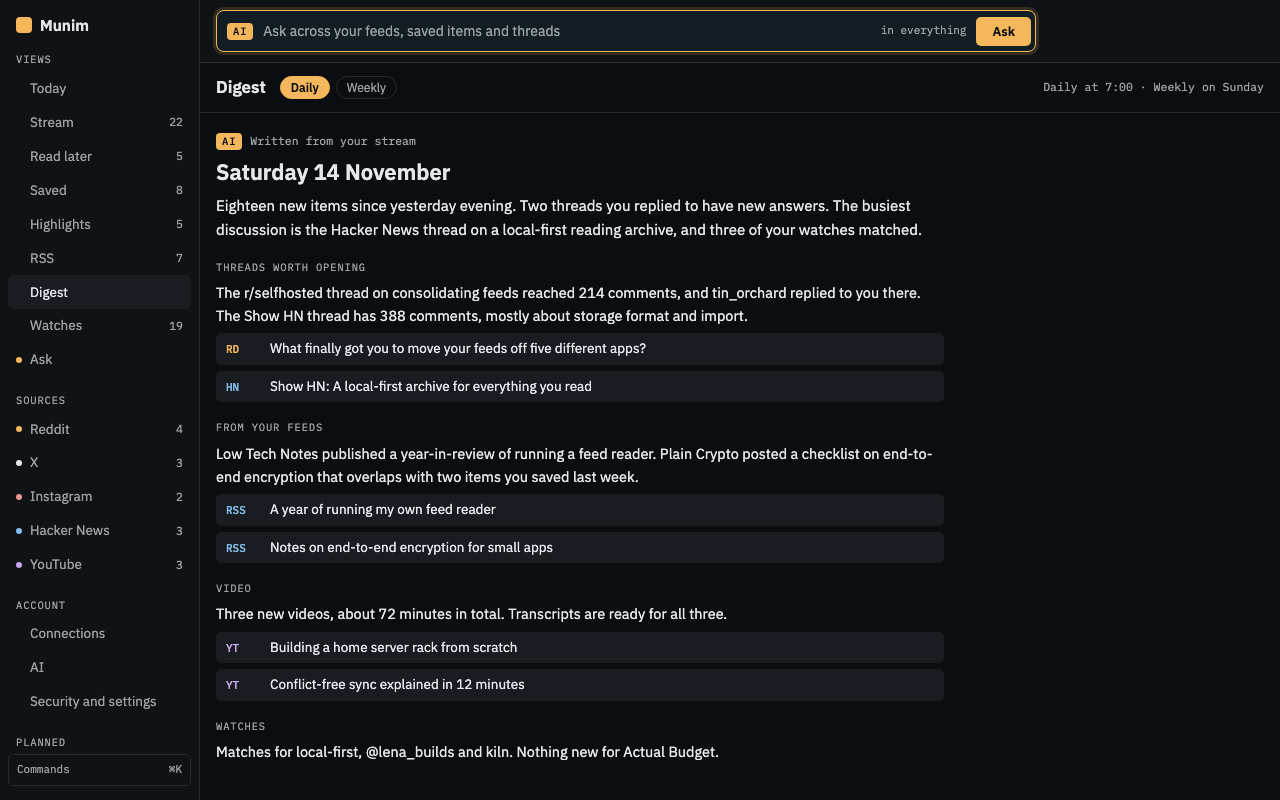 Munim
VIEWS
Today
Stream 22
Read later 5
Saved 8
Highlights 5
RSS 7
Digest
Watches 19
Ask
SOURCES
Reddit 4
X 3
Instagram 2
Hacker News 3
YouTube 3
ACCOUNT
Connections
AI
Security and settings
PLANNED
Commands ⌘K
AI Ask across your feeds, saved items and threads in everything Ask
Digest Daily Weekly Daily at 7:00 · Weekly on Sunday
AI Written from your stream
Saturday 14 November
Eighteen new items since yesterday evening. Two threads you replied to have new answers. The busiest
discussion is the Hacker News thread on a local-first reading archive, and three of your watches matched.
THREADS WORTH OPENING
The r/selfhosted thread on consolidating feeds reached 214 comments, and tin_orchard replied to you there.
The Show HN thread has 388 comments, mostly about storage format and import.
RD What finally got you to move your feeds off five different apps?
HN Show HN: A local-first archive for everything you read
FROM YOUR FEEDS
Low Tech Notes published a year-in-review of running a feed reader. Plain Crypto posted a checklist on end-to-
end encryption that overlaps with two items you saved last week.
RSS A year of running my own feed reader
RSS Notes on end-to-end encryption for small apps
VIDEO
Three new videos, about 72 minutes in total. Transcripts are ready for all three.
YT Building a home server rack from scratch
YT Conflict-free sync explained in 12 minutes
WATCHES
Matches for local-first, @lena_builds and kiln. Nothing new for Actual Budget.